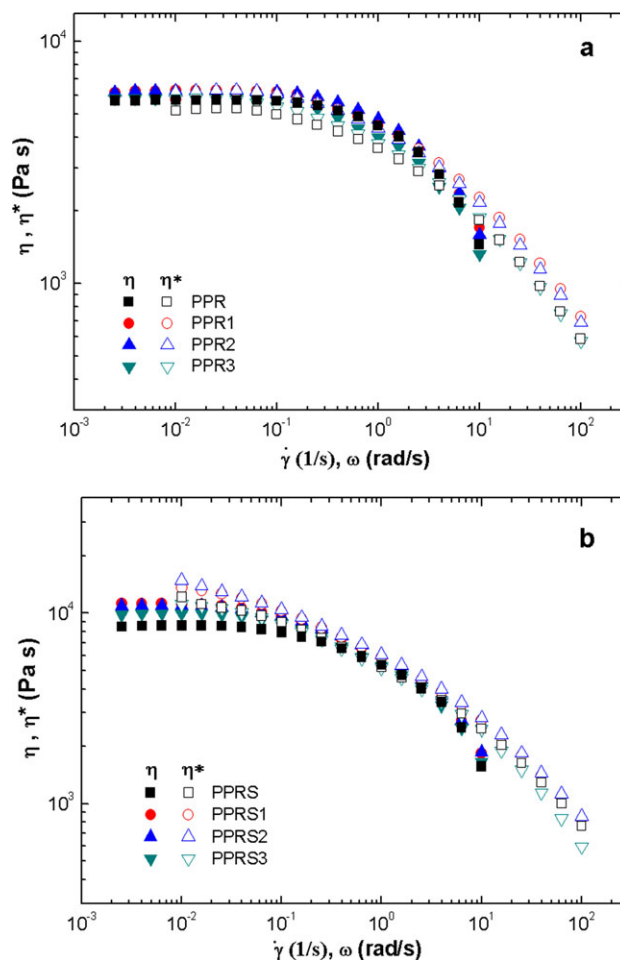 a
10⁴
10³
η , η* (Pa s)
η η*
PPR
PPR1
PPR2
PPR3
10⁻³ 10⁻² 10⁻¹ 10⁰ 10¹ 10²
γ̇ (1/s), ω (rad/s)
b
10⁴
10³
η , η* (Pa s)
η η*
PPRS
PPRS1
PPRS2
PPRS3
10⁻³ 10⁻² 10⁻¹ 10⁰ 10¹ 10²
γ̇ (1/s), ω (rad/s)